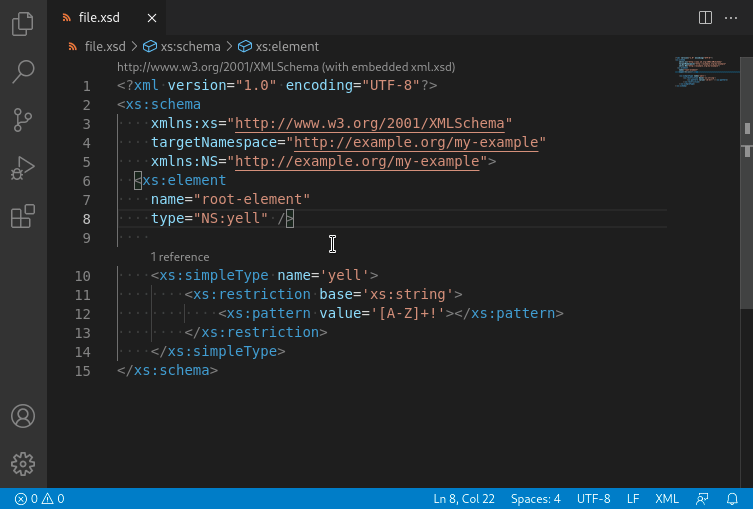 file.xsd
file.xsd > xs:schema > xs:element
http://www.w3.org/2001/XMLSchema (with embedded xml.xsd)
1 <?xml version="1.0" encoding="UTF-8"?>
2 <xs:schema
3 xmlns:xs="http://www.w3.org/2001/XMLSchema"
4 targetNamespace="http://example.org/my-example"
5 xmlns:NS="http://example.org/my-example">
6 <xs:element
7 name="root-element"
8 type="NS:yell" />
9
1 reference
10 <xs:simpleType name='yell'>
11 <xs:restriction base='xs:string'>
12 <xs:pattern value='[A-Z]+!'></xs:pattern>
13 </xs:restriction>
14 </xs:simpleType>
15 </xs:schema>
0 0 Ln 8, Col 22 Spaces: 4 UTF-8 LF XML